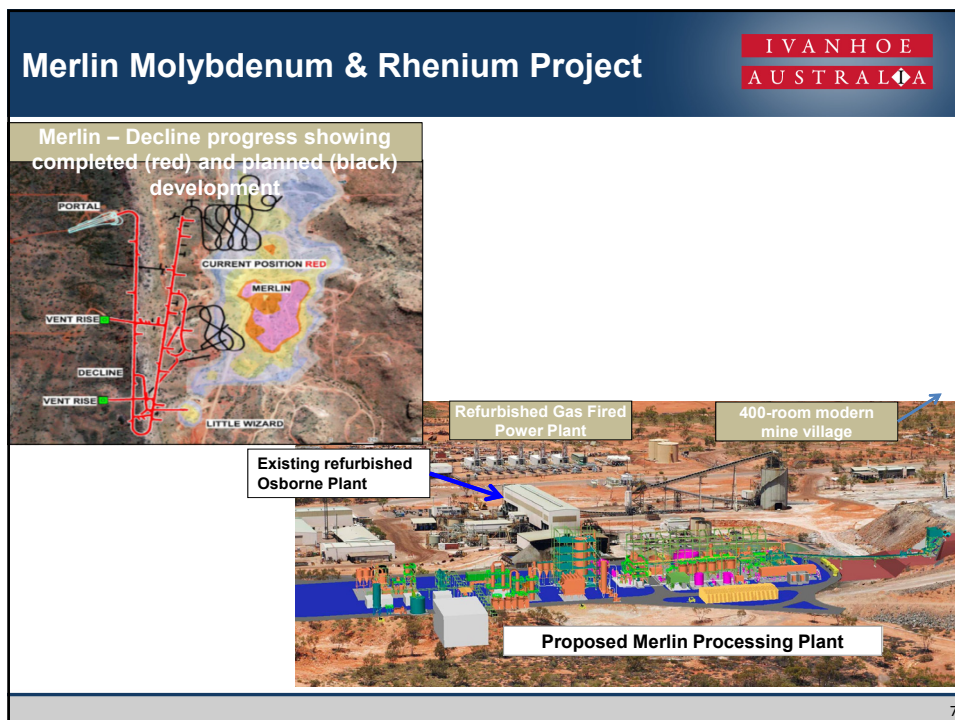 Merlin Molybdenum & Rhenium Project
IVANHOE
AUSTRALIA
Merlin – Decline progress showing
completed (red) and planned (black)
development
PORTAL
CURRENT POSITION RED
MERLIN
VENT RISE
DECLINE
VENT RISE
LITTLE WIZARD
Refurbished Gas Fired
Power Plant
400-room modern
mine village
Existing refurbished
Osborne Plant
Proposed Merlin Processing Plant
7